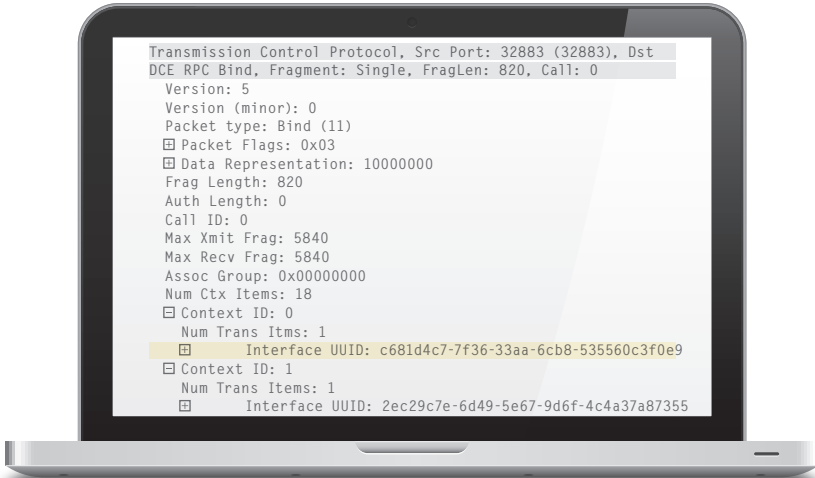 Transmission Control Protocol, Src Port: 32883 (32883), Dst
DCE RPC Bind, Fragment: Single, FragLen: 820, Call: 0
Version: 5
Version (minor): 0
Packet type: Bind (11)
Packet Flags: 0x03
Data Representation: 10000000
Frag Length: 820
Auth Length: 0
Call ID: 0
Max Xmit Frag: 5840
Max Recv Frag: 5840
Assoc Group: 0x00000000
Num Ctx Items: 18
Context ID: 0
Num Trans Itms: 1
Interface UUID: c681d4c7-7f36-33aa-6cb8-535560c3f0e9
Context ID: 1
Num Trans Items: 1
Interface UUID: 2ec29c7e-6d49-5e67-9d6f-4c4a37a87355